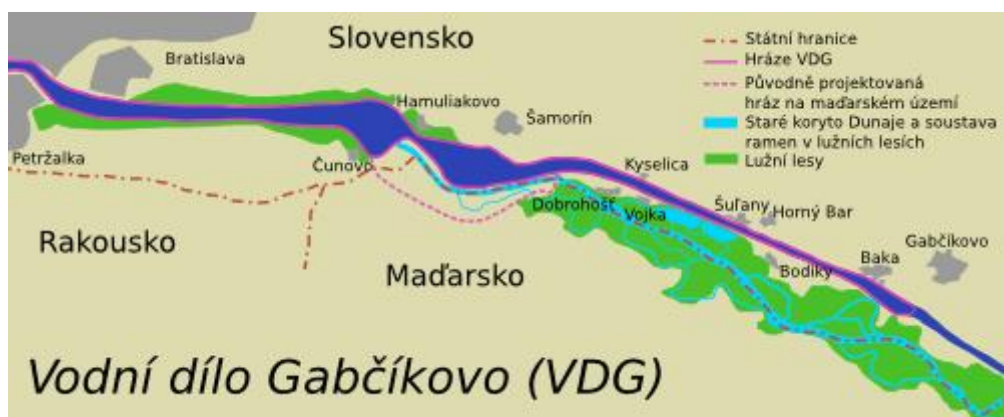 Slovensko
Bratislava
Hamuliakovo
Šamorín
Petržalka
Čunovo
Kyselica
Dobrohošť
Vojka
Šuľany
Horný Bar
Rakousko
Maďarsko
Bodíky
Baka
Gabčíkovo
Státní hranice
Hráze VDG
Původně projektovaná
hráz na maďarském území
Staré koryto Dunaje a soustava
ramen v lužních lesích
Lužní lesy
Vodní dílo Gabčíkovo (VDG)